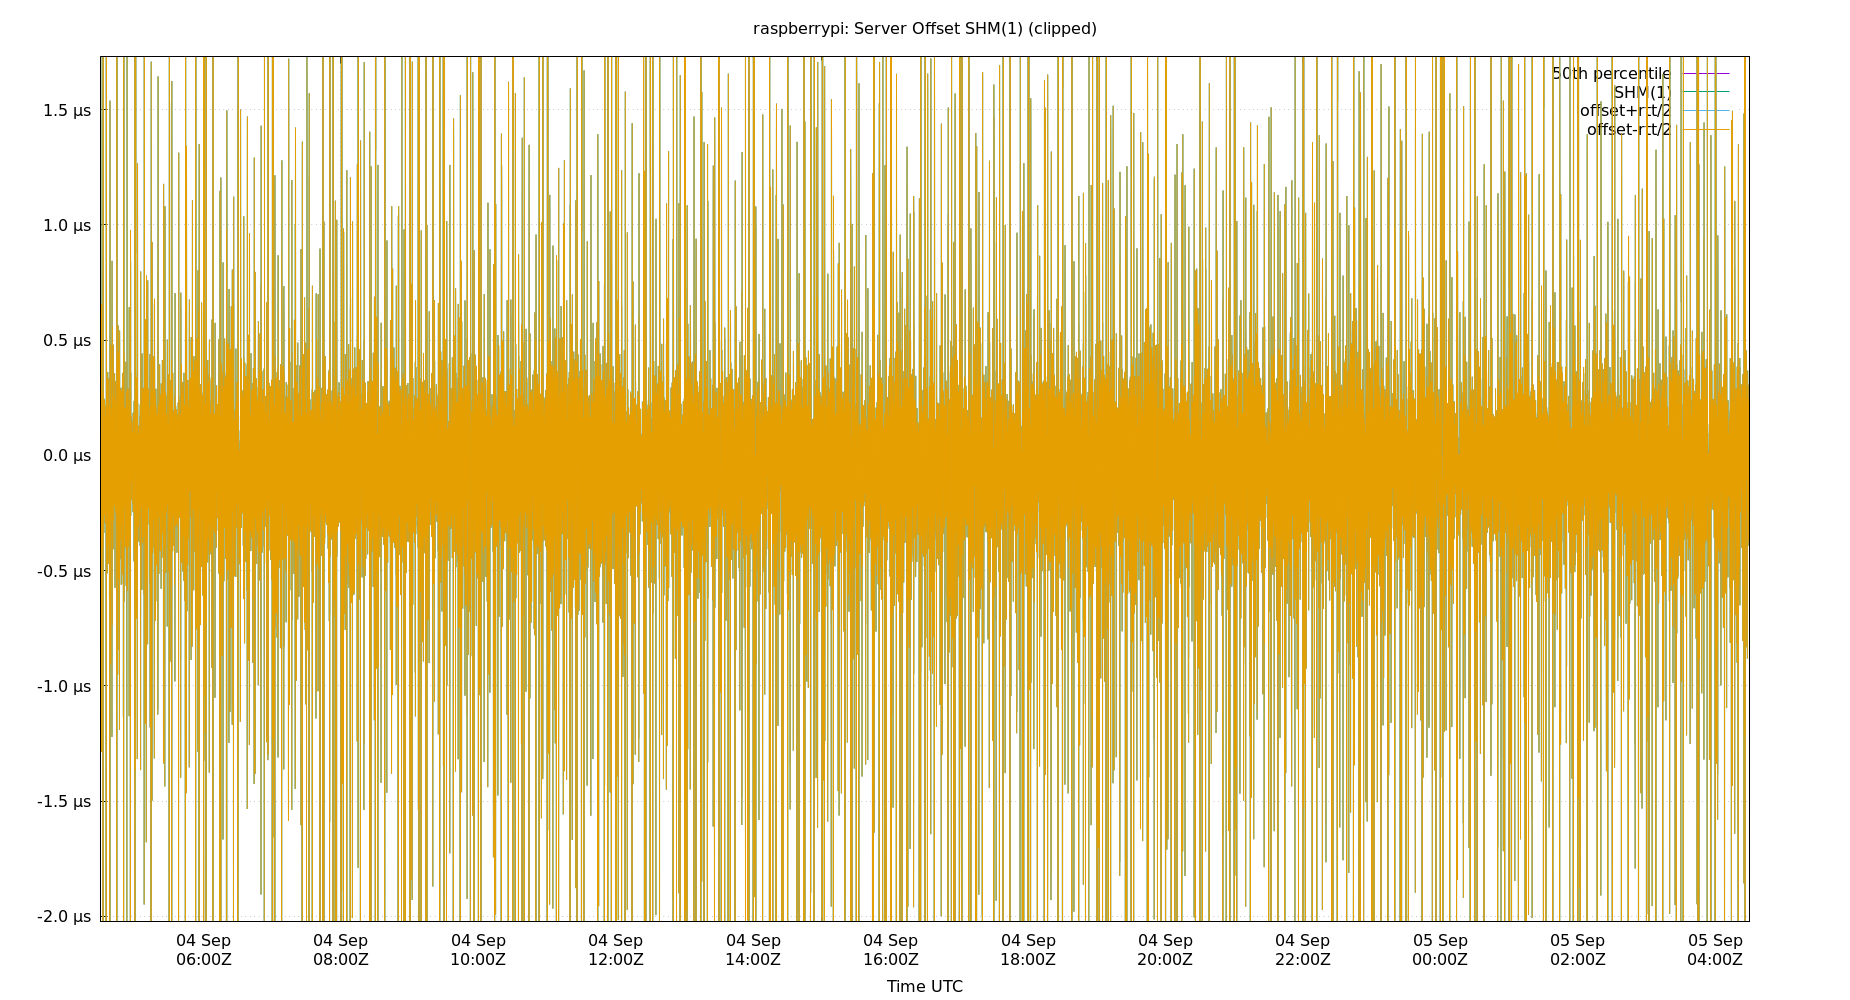 raspberrypi: Server Offset SHM(1) (clipped)
50th percentile
SHM(1)
offset+rtt/2
offset-rtt/2
1.5 µs
1.0 µs
0.5 µs
0.0 µs
-0.5 µs
-1.0 µs
-1.5 µs
-2.0 µs
04 Sep 04 Sep 04 Sep 04 Sep 04 Sep 04 Sep 04 Sep 04 Sep 04 Sep 05 Sep 05 Sep 05 Sep
06:00Z 08:00Z 10:00Z 12:00Z 14:00Z 16:00Z 18:00Z 20:00Z 22:00Z 00:00Z 02:00Z 04:00Z
Time UTC